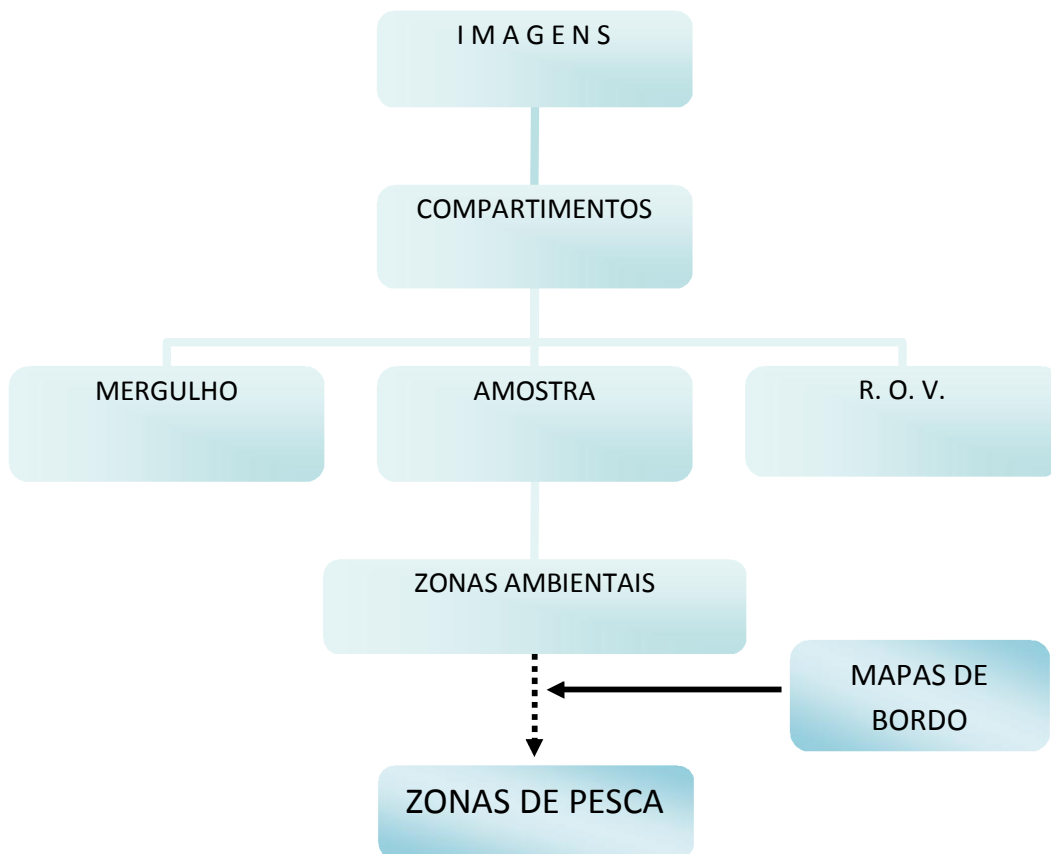 I M A G E N S
COMPARTIMENTOS
MERGULHO
AMOSTRA
R. O. V.
ZONAS AMBIENTAIS
MAPAS DE
BORDO
ZONAS DE PESCA